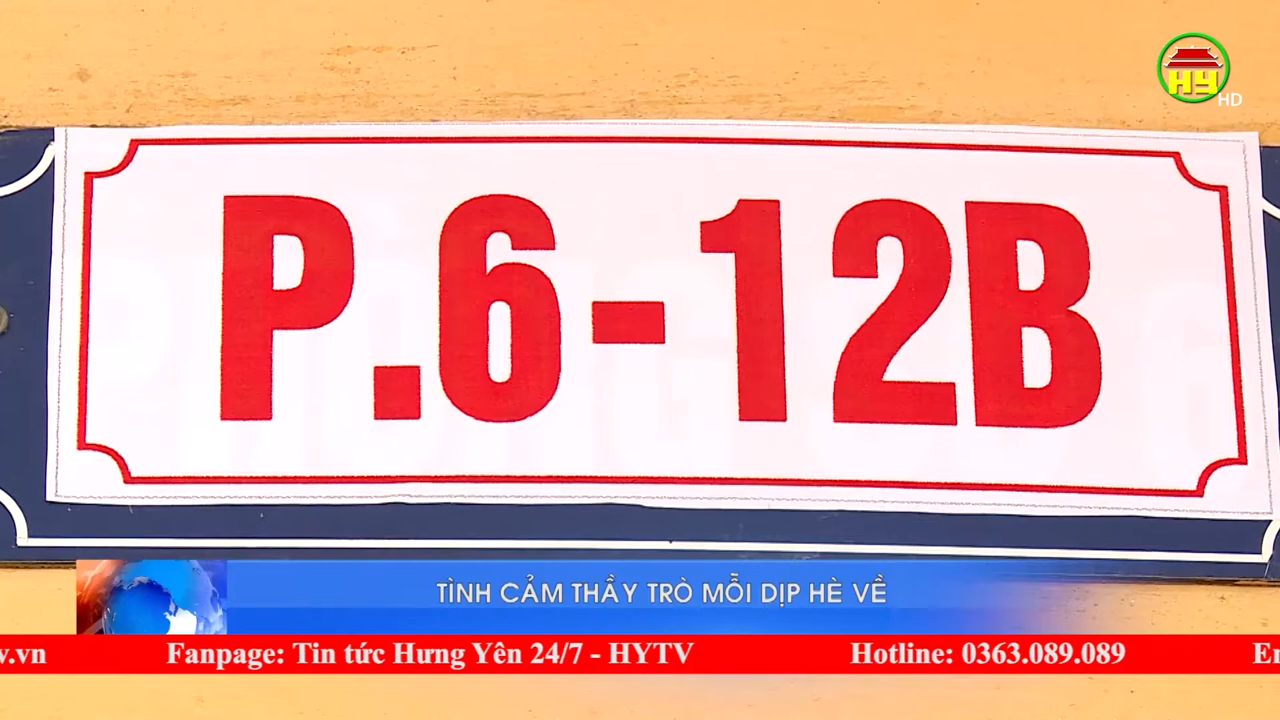 HY
HD
P.6-12B
TÌNH CẢM THẦY TRÒ MỖI DỊP HÈ VỀ
v.vn Fanpage: Tin tức Hưng Yên 24/7 - HYTV Hotline: 0363.089.089